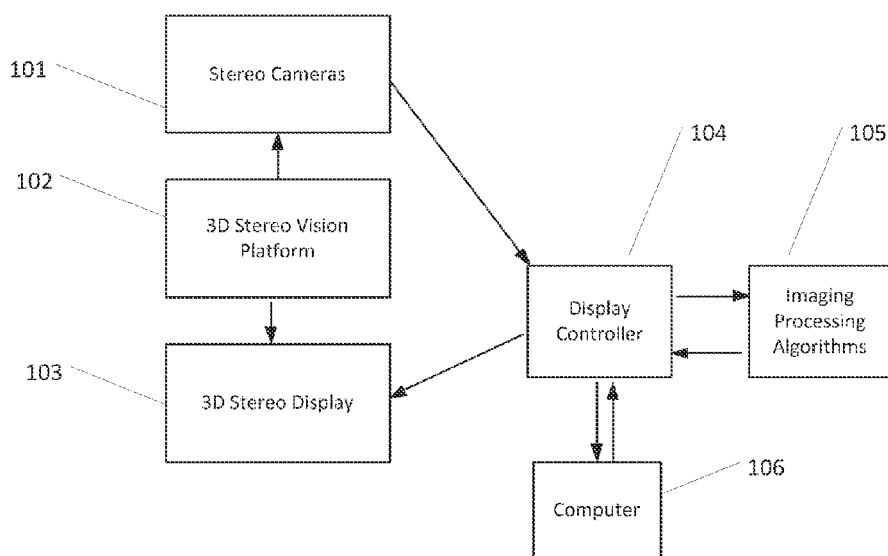 101
Stereo Cameras
102
3D Stereo Vision
Platform
103
3D Stereo Display
104
Display
Controller
105
Imaging
Processing
Algorithms
106
Computer